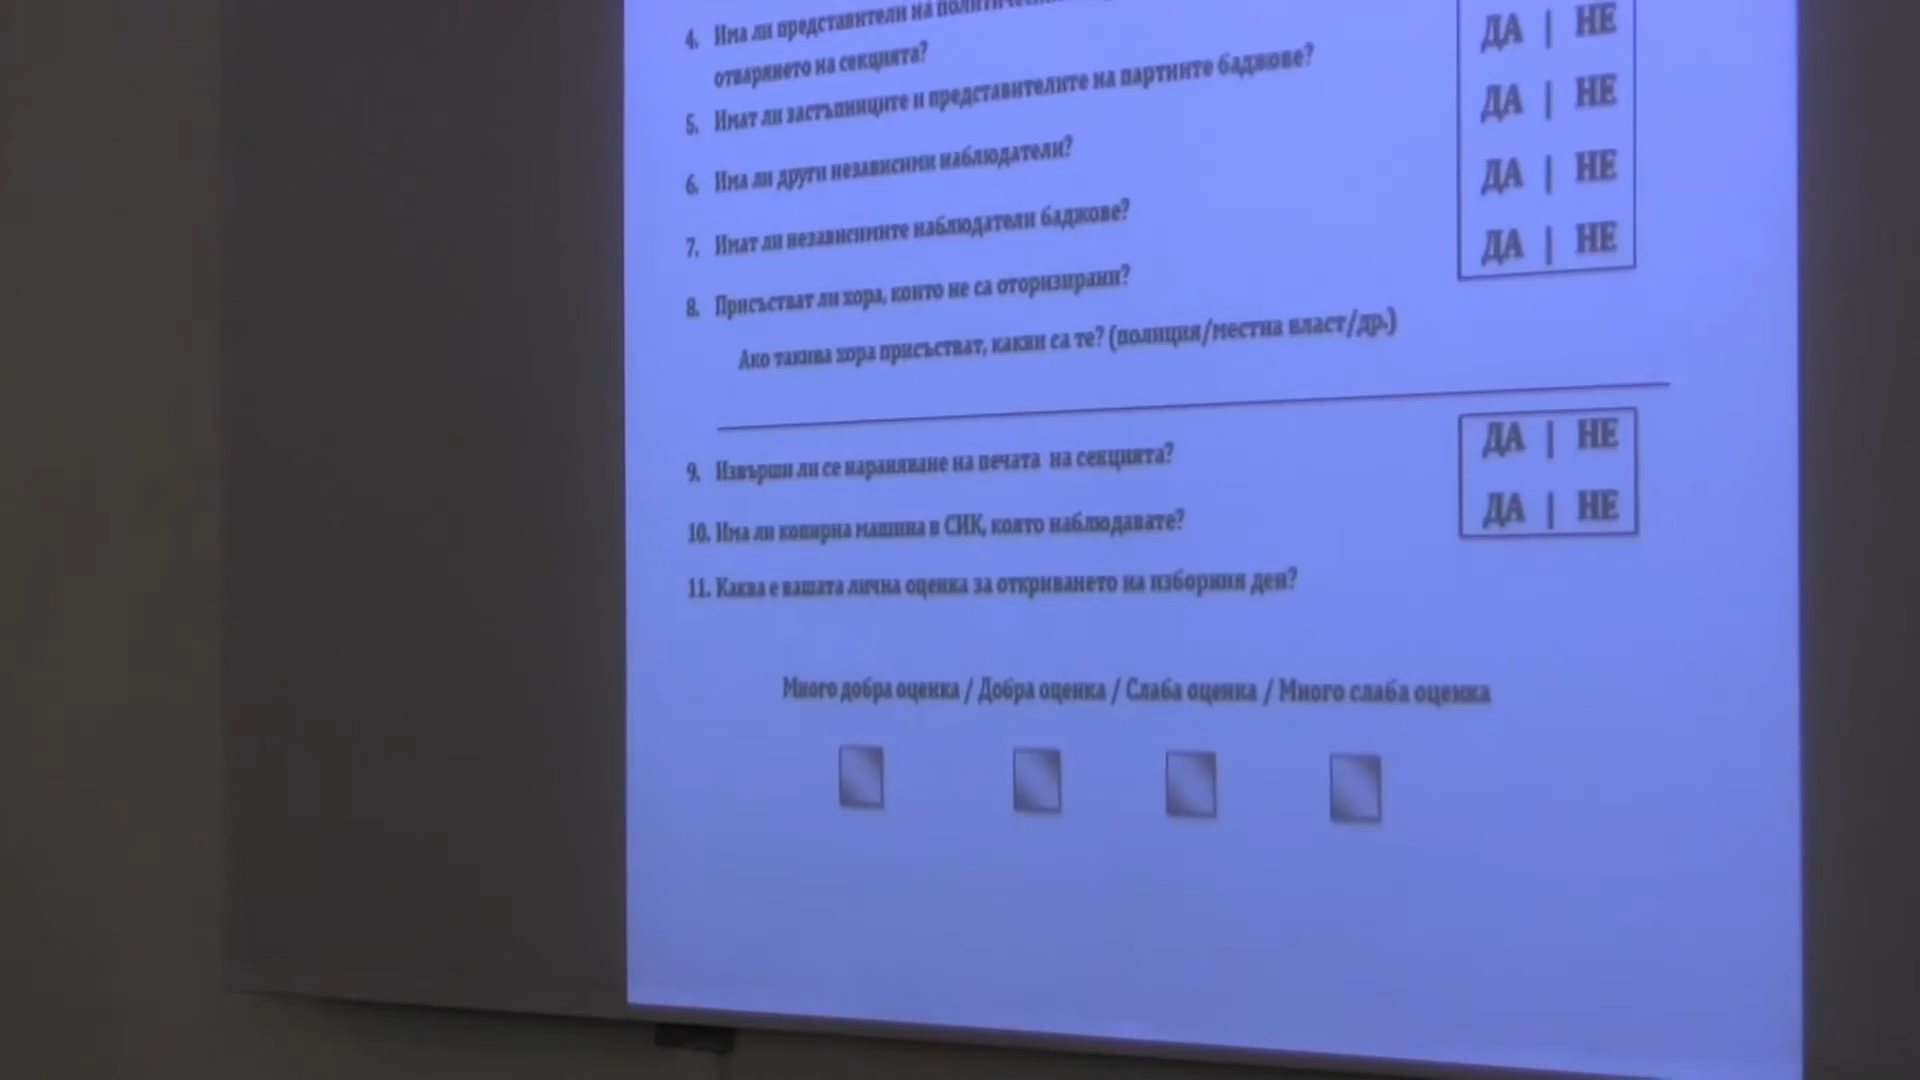 4. Има ли представители на
отварянето на секцията?
5. Имат ли застъпниците и представителите на партиите баджове?
6. Има ли други независими наблюдатели?
7. Имат ли независимите наблюдатели баджове?
8. Присъстват ли хора, които не са оторизирани?
ДА | НЕ
ДА | НЕ
ДА | НЕ
ДА | НЕ
Ако такива хора присъстват, какви са те? (полиция/местна власт/др.)
9. Извърши ли се нараняване на печата на секцията?
ДА | НЕ
10. Има ли копирна машина в СИК, която наблюдавате?
ДА | НЕ
11. Каква е вашата лична оценка за откриването на изборния ден?
Много добра оценка / Добра оценка / Слаба оценка / Много слаба оценка